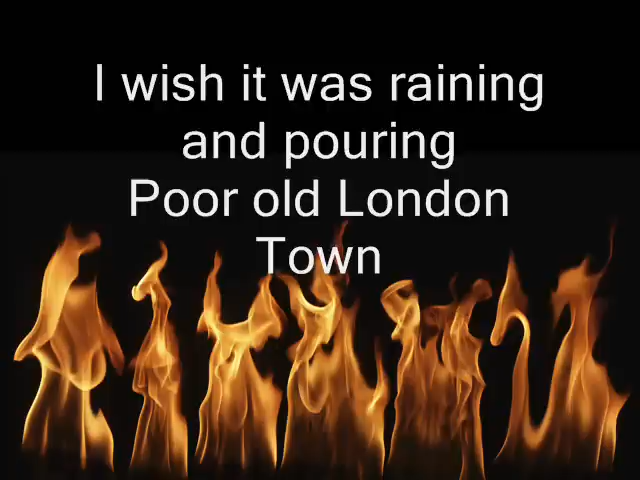 I wish it was raining
and pouring
Poor old London
Town